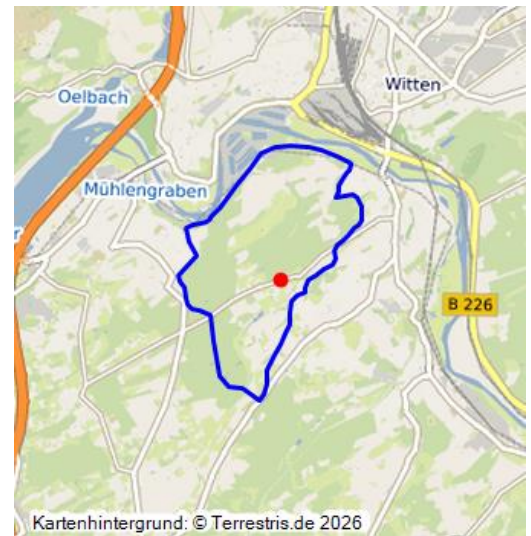 Witten
Oelbach
Mühlengraben
r
B 226
Kartenhintergrund: © Terrestris.de 2026